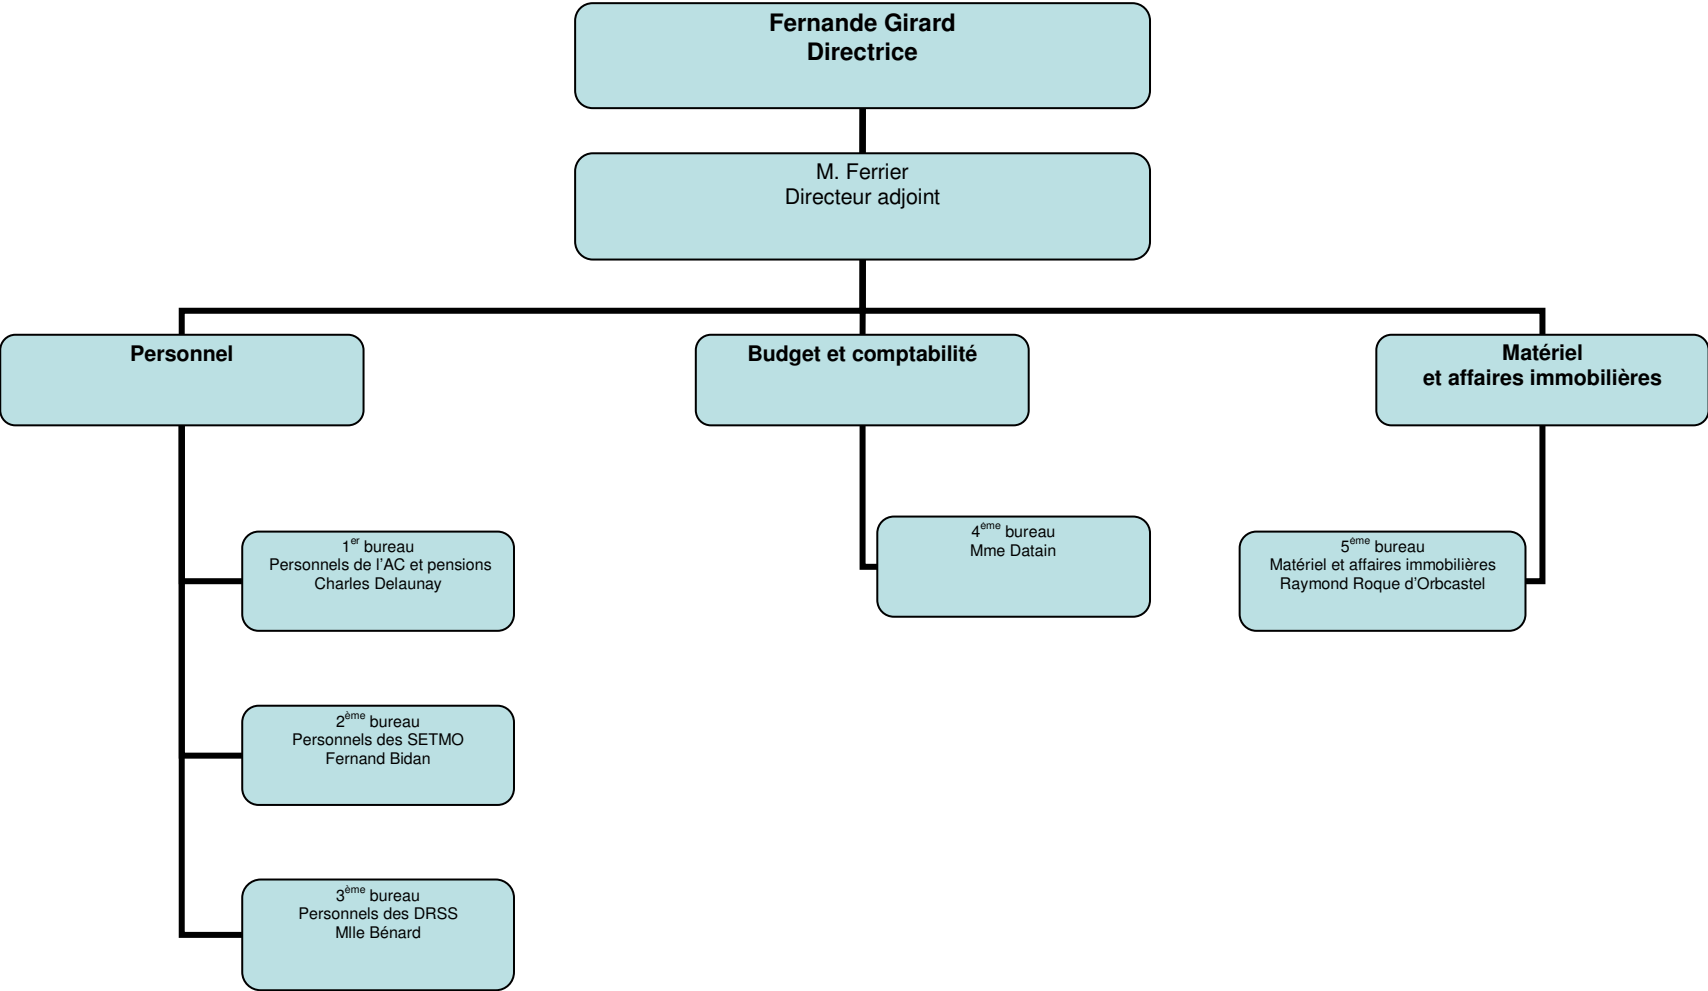 Fernande Girard
Directrice
M. Ferrier
Directeur adjoint
Personnel
Budget et comptabilité
Matériel
et affaires immobilières
1er bureau
Personnels de l'AC et pensions
Charles Delaunay
4ème bureau
Mme Datain
5ème bureau
Matériel et affaires immobilières
Raymond Roque d'Orbcastel
2ème bureau
Personnels des SETMO
Fernand Bidan
3ème bureau
Personnels des DRSS
Mlle Bénard